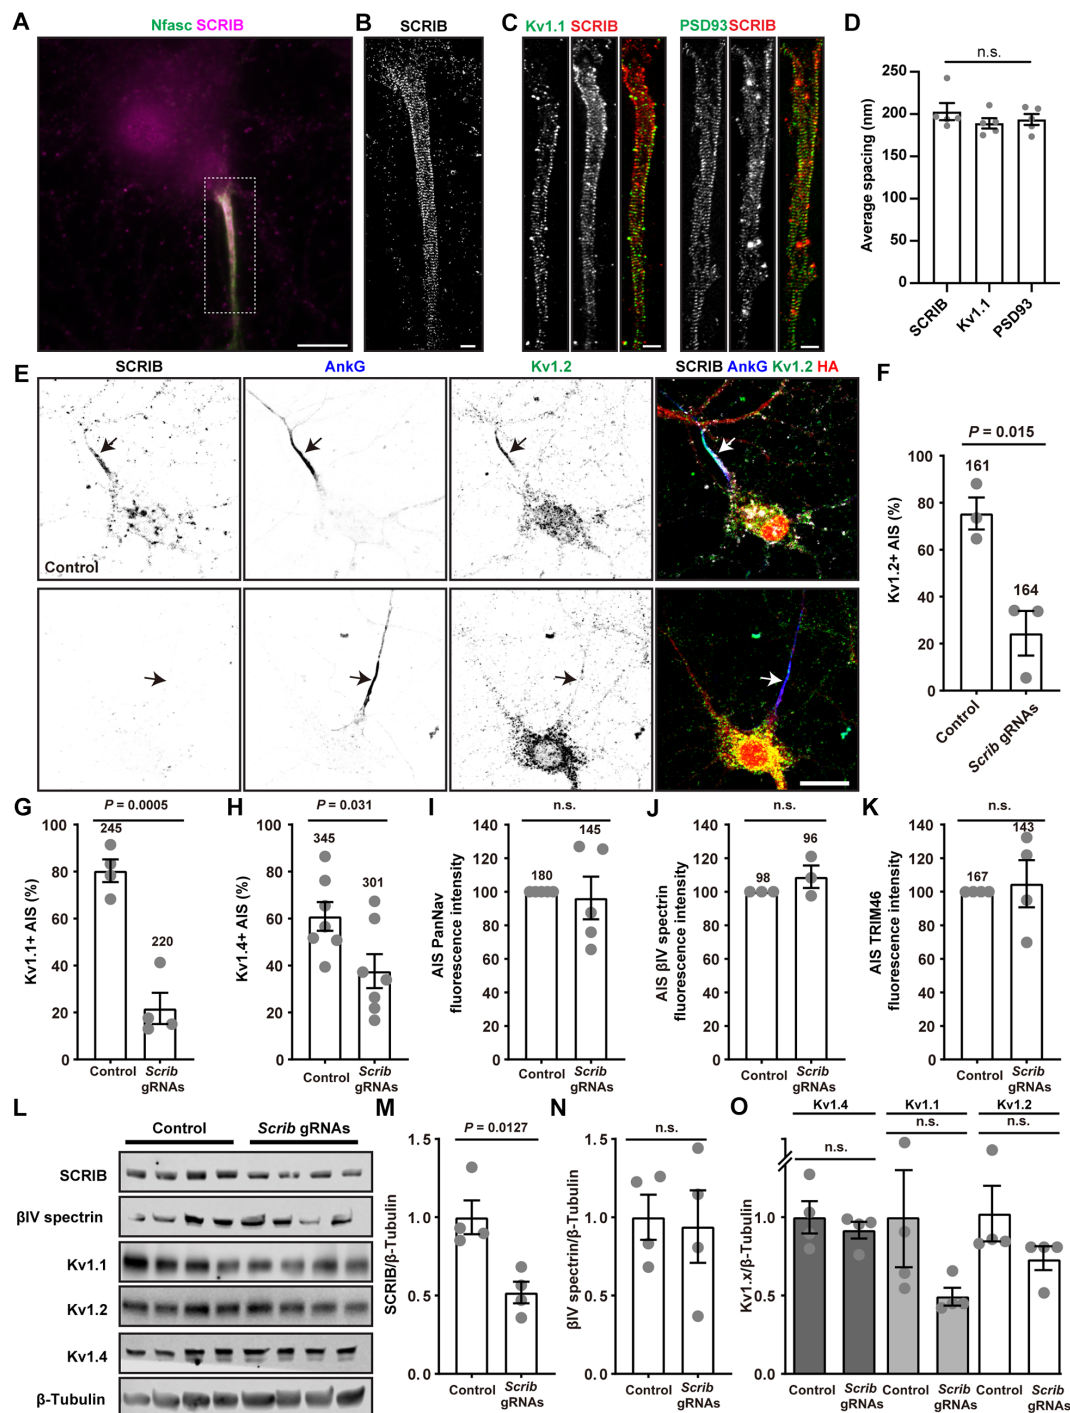 A
Nfasc SCRIB
B
SCRIB
C
Kv1.1 SCRIB
PSD93 SCRIB
D
n.s.
Average spacing (nm)
250
200
150
100
50
0
SCRIB
Kv1.1
PSD93
E
SCRIB
AnkG
Kv1.2
SCRIB AnkG Kv1.2 HA
Control
F
P = 0.015
Kv1.2+ AIS (%)
100
80
60
40
20
0
161
164
Control
Scrib gRNAs
G
P = 0.0005
Kv1.1+ AIS (%)
100
80
60
40
20
0
245
220
Control
Scrib
gRNAs
H
P = 0.031
Kv1.4+ AIS (%)
100
80
60
40
20
0
345
301
Control
Scrib
gRNAs
I
n.s.
AIS PanNav
fluorescence intensity
140
120
100
80
60
40
20
0
180
145
Control
Scrib
gRNAs
J
n.s.
AIS βIV spectrin
fluorescence intensity
140
120
100
80
60
40
20
0
98
96
Control
Scrib
gRNAs
K
n.s.
AIS TRIM46
fluorescence intensity
140
120
100
80
60
40
20
0
167
143
Control
Scrib
gRNAs
L
Control
Scrib gRNAs
SCRIB
βIV spectrin
Kv1.1
Kv1.2
Kv1.4
β-Tubulin
M
P = 0.0127
SCRIB/β-Tubulin
1.5
1.0
0.5
0.0
Control
Scrib
gRNAs
N
n.s.
βIV spectrin/β-Tubulin
1.5
1.0
0.5
0.0
Control
Scrib
gRNAs
O
Kv1.4
Kv1.1
Kv1.2
n.s.
n.s.
n.s.
Kv1.x/β-Tubulin
1.0
0.5
0.0
Control
Scrib
gRNAs
Control
Scrib
gRNAs
Control
Scrib
gRNAs